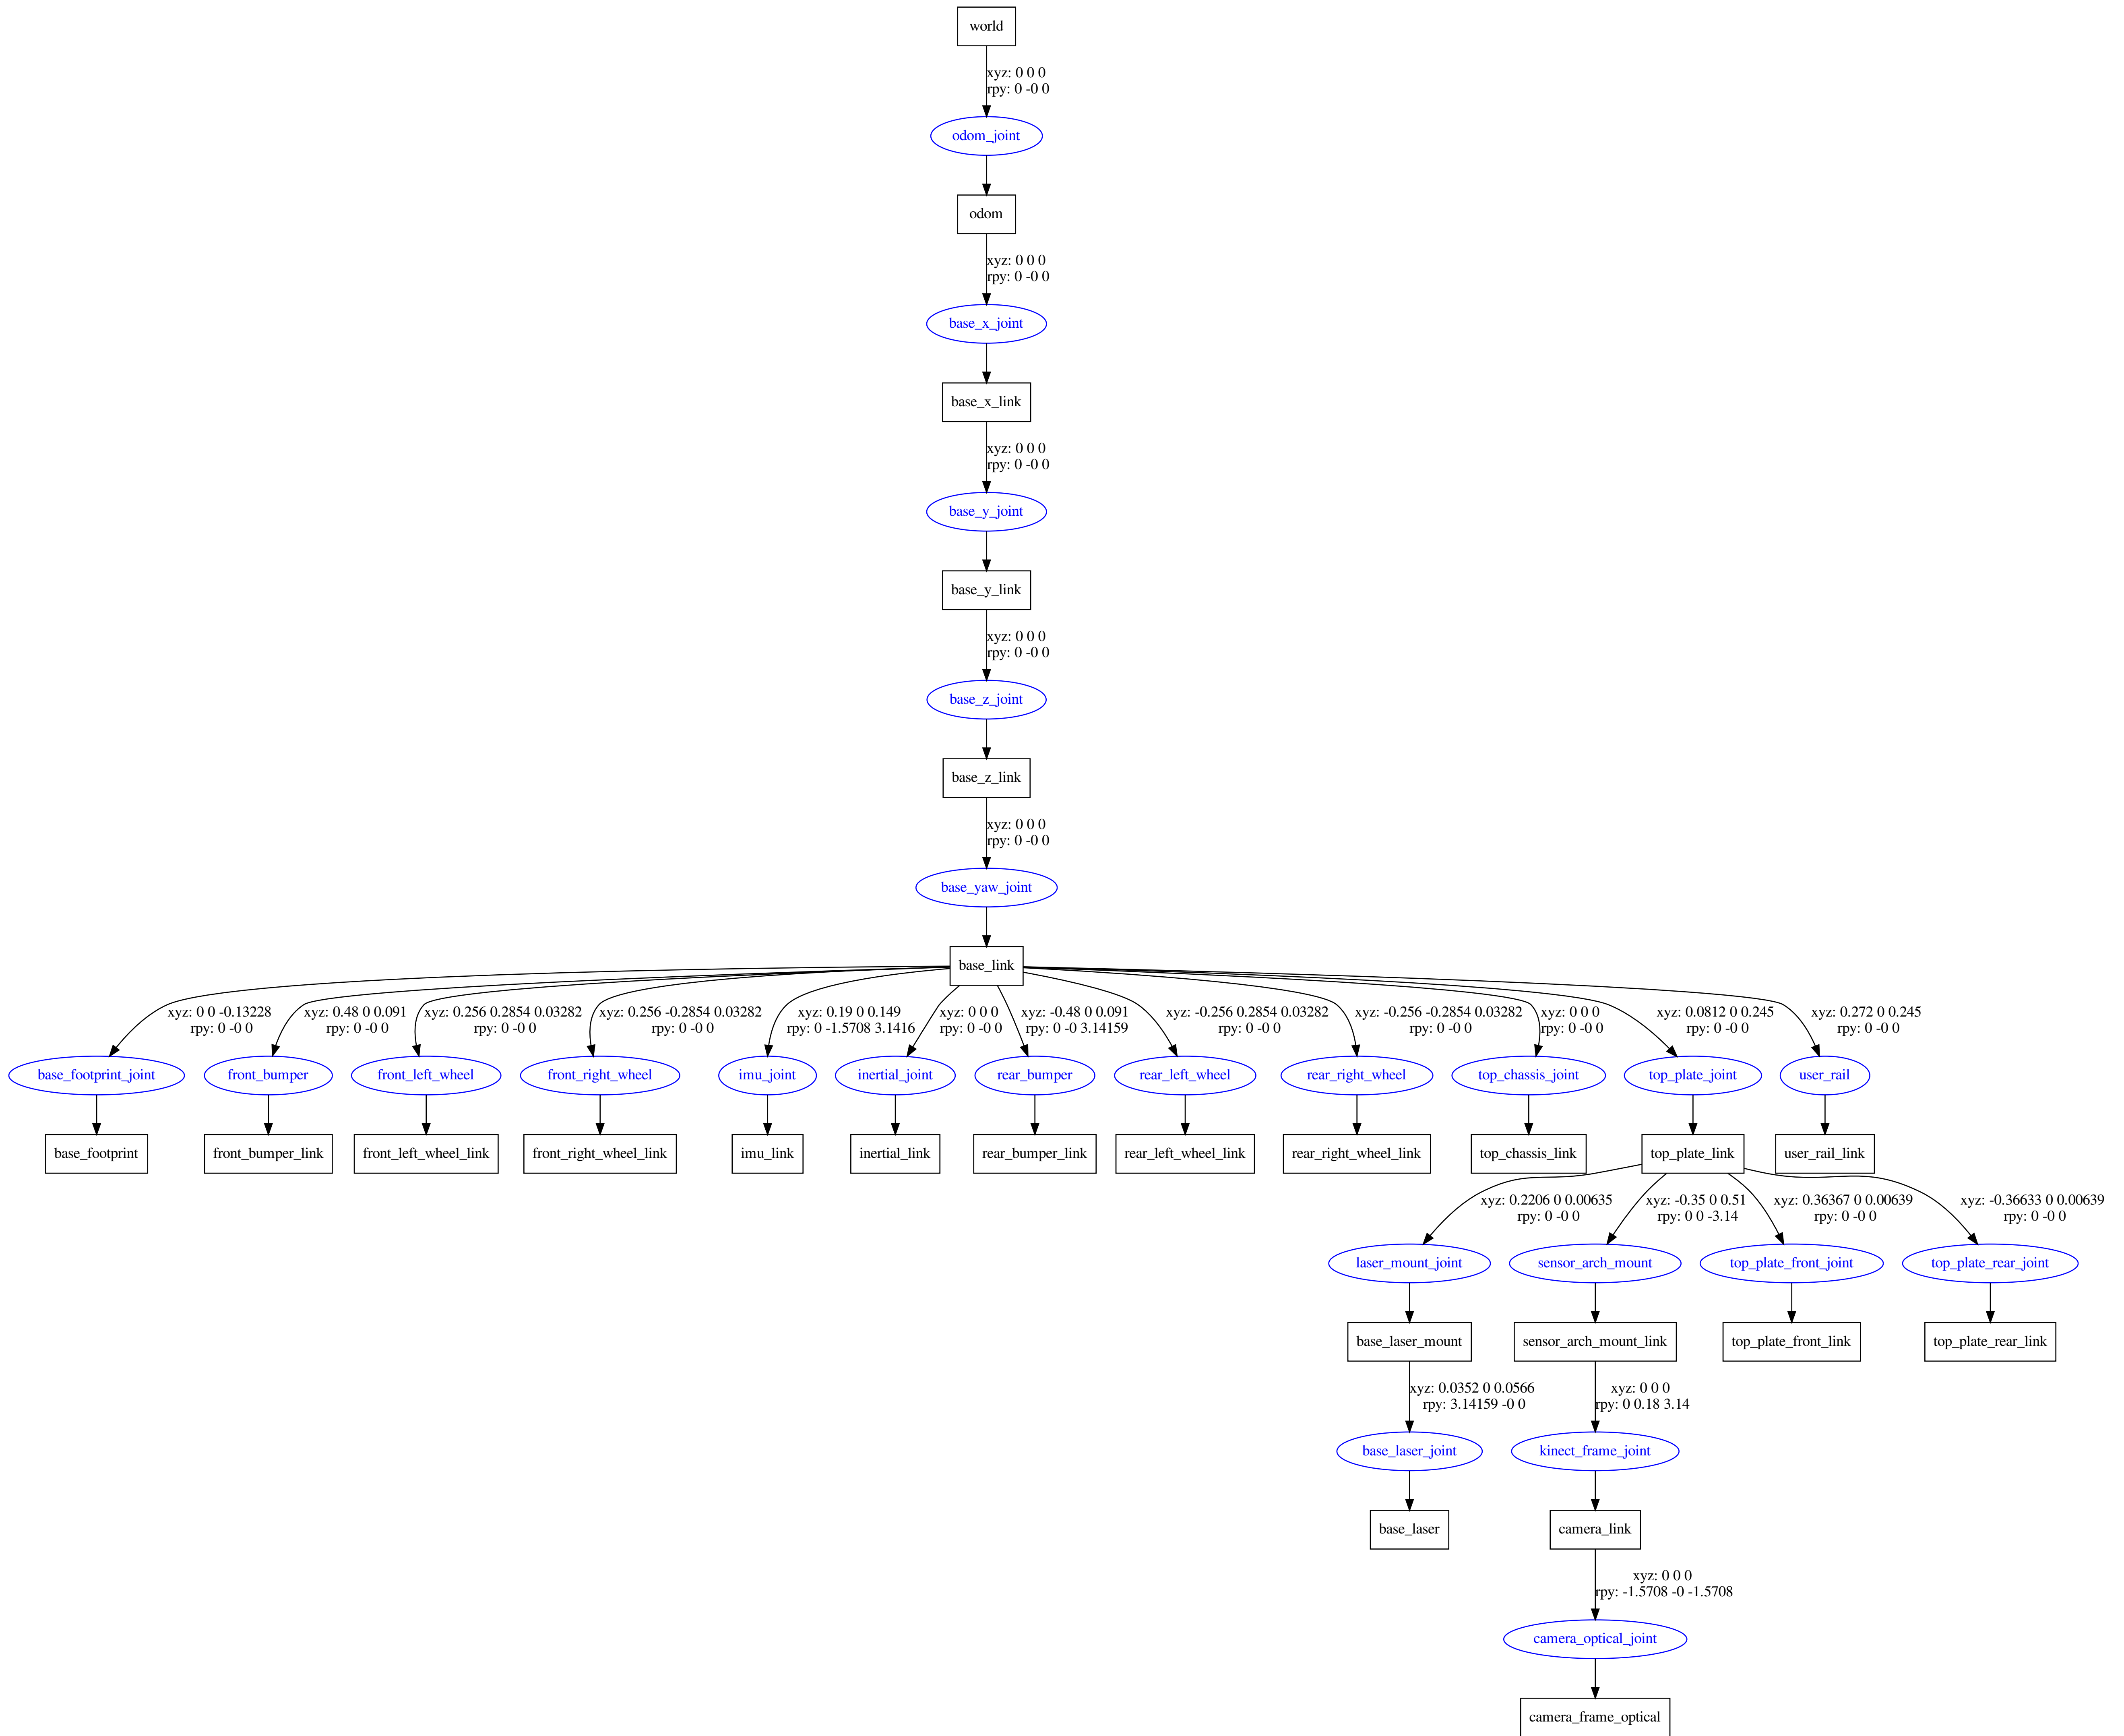 world
xyz: 0 0 0
rpy: 0 -0 0
odom_joint
odom
xyz: 0 0 0
rpy: 0 -0 0
base_x_joint
base_x_link
xyz: 0 0 0
rpy: 0 -0 0
base_y_joint
base_y_link
xyz: 0 0 0
rpy: 0 -0 0
base_z_joint
base_z_link
xyz: 0 0 0
rpy: 0 -0 0
base_yaw_joint
base_link
xyz: 0 0 -0.13228
rpy: 0 -0 0
xyz: 0.48 0 0.091
rpy: 0 -0 0
xyz: 0.256 0.2854 0.03282
rpy: 0 -0 0
xyz: 0.256 -0.2854 0.03282
rpy: 0 -0 0
xyz: 0.19 0 0.149
rpy: 0 -1.5708 3.1416
xyz: 0 0 0
rpy: 0 -0 0
xyz: -0.48 0 0.091
rpy: 0 -0 3.14159
xyz: -0.256 0.2854 0.03282
rpy: 0 -0 0
xyz: -0.256 -0.2854 0.03282
rpy: 0 -0 0
xyz: 0 0 0
rpy: 0 -0 0
xyz: 0.0812 0 0.245
rpy: 0 -0 0
xyz: 0.272 0 0.245
rpy: 0 -0 0
base_footprint_joint
front_bumper
front_left_wheel
front_right_wheel
imu_joint
inertial_joint
rear_bumper
rear_left_wheel
rear_right_wheel
top_chassis_joint
top_plate_joint
user_rail
base_footprint
front_bumper_link
front_left_wheel_link
front_right_wheel_link
imu_link
inertial_link
rear_bumper_link
rear_left_wheel_link
rear_right_wheel_link
top_chassis_link
top_plate_link
user_rail_link
xyz: 0.2206 0 0.00635
rpy: 0 -0 0
xyz: -0.35 0 0.51
rpy: 0 0 -3.14
xyz: 0.36367 0 0.00639
rpy: 0 -0 0
xyz: -0.36633 0 0.00639
rpy: 0 -0 0
laser_mount_joint
sensor_arch_mount
top_plate_front_joint
top_plate_rear_joint
base_laser_mount
sensor_arch_mount_link
top_plate_front_link
top_plate_rear_link
xyz: 0.0352 0 0.0566
rpy: 3.14159 -0 0
xyz: 0 0 0
rpy: 0 0.18 3.14
base_laser_joint
kinect_frame_joint
base_laser
camera_link
xyz: 0 0 0
rpy: -1.5708 -0 -1.5708
camera_optical_joint
camera_frame_optical